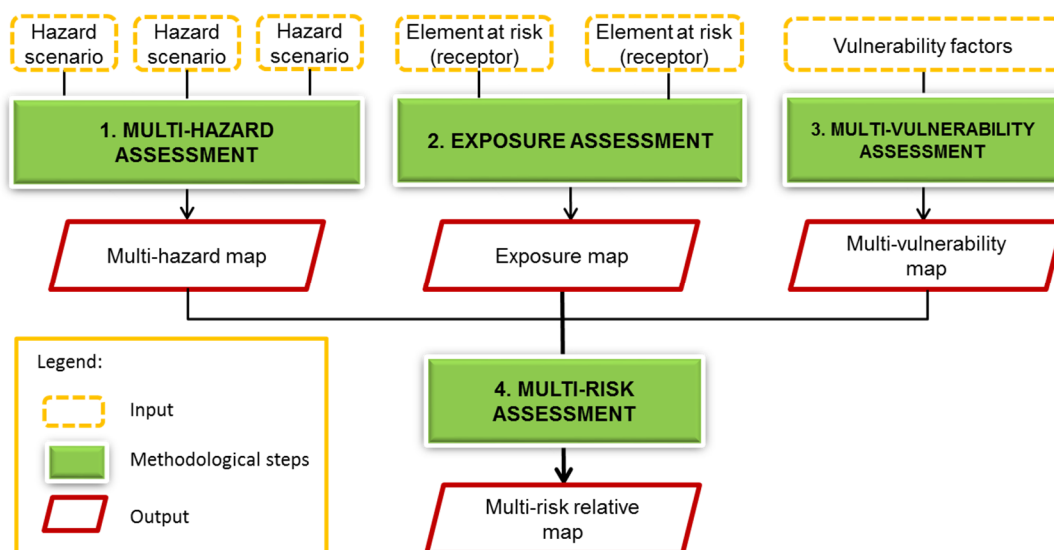 Hazard
scenario
Hazard
scenario
Hazard
scenario
Element at risk
(receptor)
Element at risk
(receptor)
Vulnerability factors
1. MULTI-HAZARD
ASSESSMENT
2. EXPOSURE ASSESSMENT
3. MULTI-VULNERABILITY
ASSESSMENT
Multi-hazard map
Exposure map
Multi-vulnerability
map
Legend:
Input
Methodological steps
Output
4. MULTI-RISK
ASSESSMENT
Multi-risk relative
map